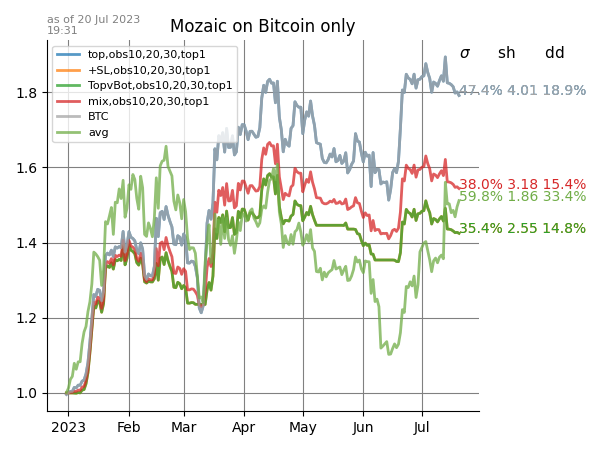 as of 20 Jul 2023
19:31
Mozaic on Bitcoin only
σ sh dd
top,obs10,20,30,top1
+SL,obs10,20,30,top1
TopvBot,obs10,20,30,top1
mix,obs10,20,30,top1
BTC
avg
47.4% 4.01 18.9%
38.0% 3.18 15.4%
59.8% 1.86 33.4%
35.4% 2.55 14.8%
1.8
1.6
1.4
1.2
1.0
2023 Feb Mar Apr May Jun Jul